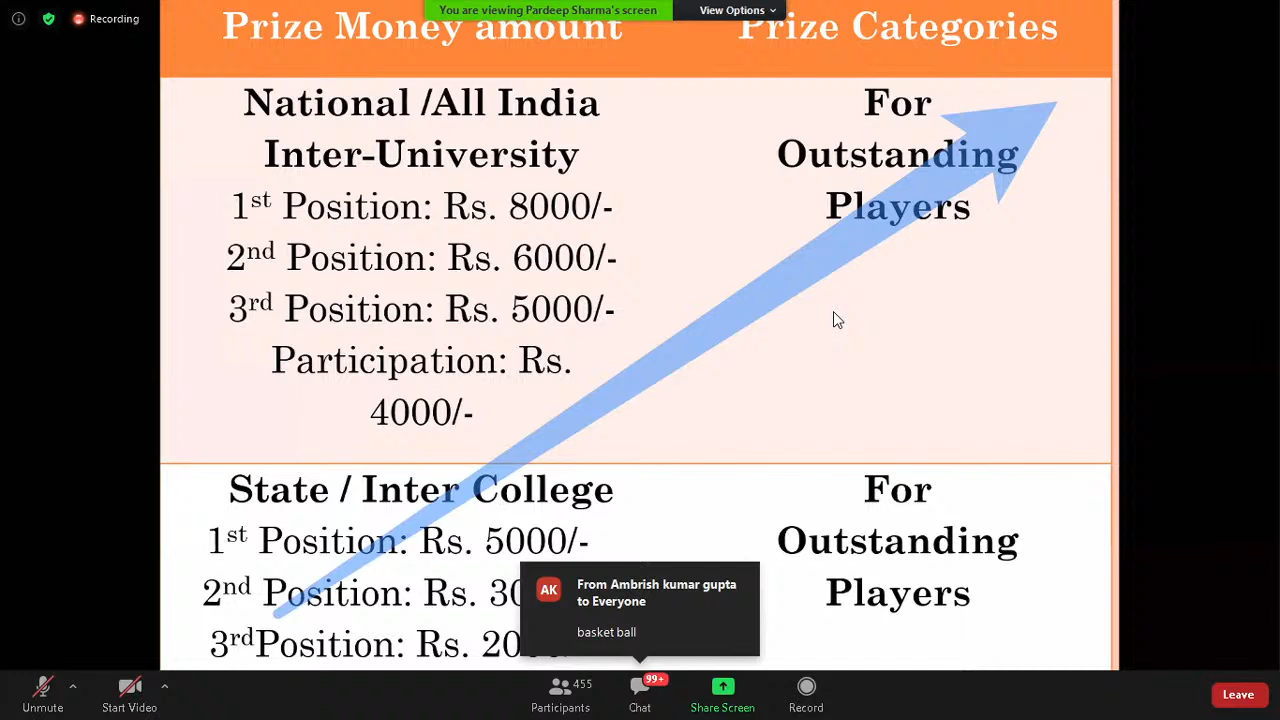 Recording
You are viewing Pardeep Sharma's screen
View Options
Prize Money amount
Prize Categories
National /All India
Inter-University
1st Position: Rs. 8000/-
2nd Position: Rs. 6000/-
3rd Position: Rs. 5000/-
Participation: Rs.
4000/-
For
Outstanding
Players
State / Inter College
1st Position: Rs. 5000/-
2nd Position: Rs.
3rdPosition: Rs.
For
Outstanding
Players
AK
From Ambrish kumar gupta
to Everyone
basket ball
Unmute
Start Video
455
Participants
99+
Chat
Share Screen
Record
Leave